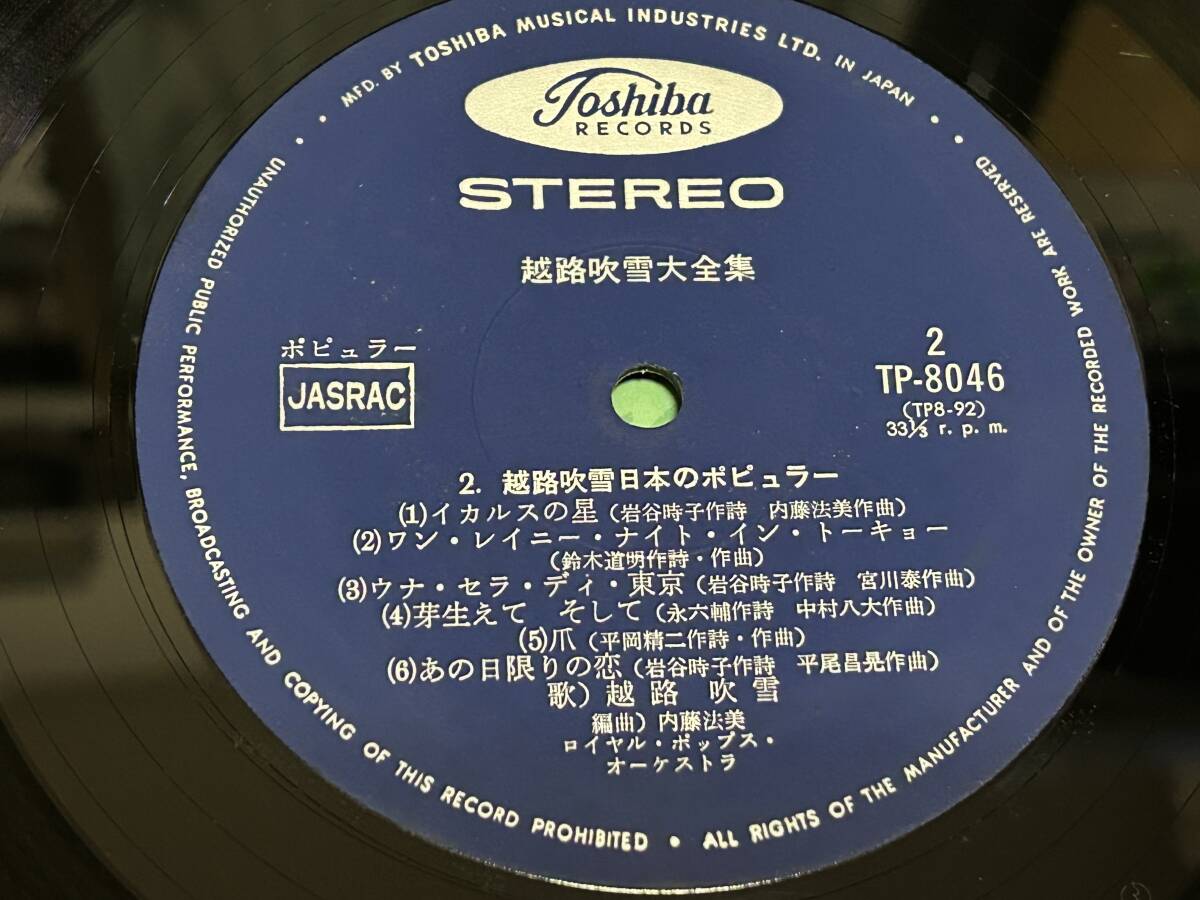 MFD. BY TOSHIBA MUSICAL INDUSTRIES LTD. IN JAPAN
Toshiba
RECORDS
STEREO
越路吹雪大全集
ポピュラー
JASRAC
2
TP-8046
(TP8-92)
33⅓ r. p. m.
2. 越路吹雪日本のポピュラー
(1)イカルスの星(岩谷時子作詩 内藤法美作曲)
(2)ワン・レイニー・ナイト・イン・トーキョー
(鈴木道明作詩・作曲)
(3)ウナ・セラ・ディ・東京(岩谷時子作詩 宮川泰作曲)
(4)芽生えて そして(永六輔作詩 中村八大作曲)
(5)爪(平岡精二作詩・作曲)
(6)あの日限りの恋(岩谷時子作詩 平尾昌晃作曲)
歌)越路 吹雪
編曲)内藤法美
ロイヤル・ポップス・
オーケストラ
UNAUTHORIZED PUBLIC PERFORMANCE, BROADCASTING AND COPYING OF THIS RECORD PROHIBITED • ALL RIGHTS OF THE MANUFACTURER AND OF THE OWNER OF THE RECORDED WORK ARE RESERVED